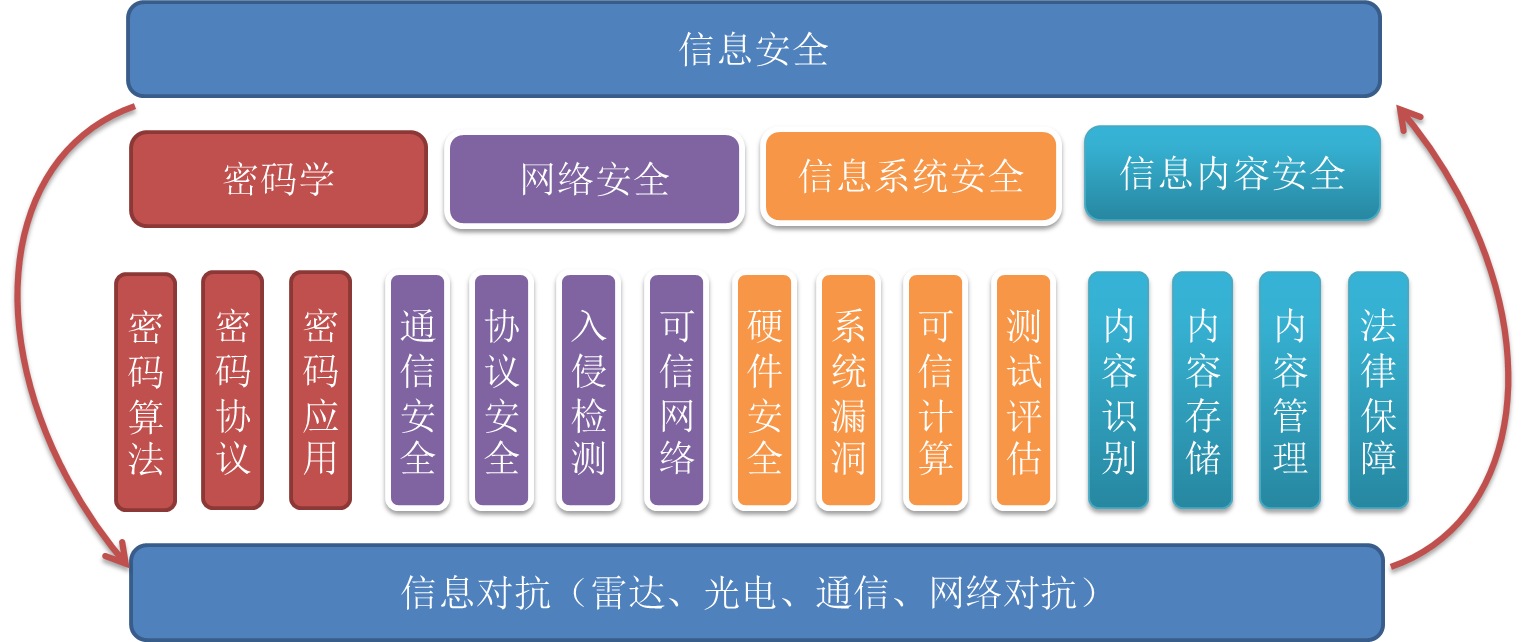 信息安全
密码学
网络安全
信息系统安全
信息内容安全
密码算法
密码协议
密码应用
通信安全
协议安全
入侵检测
可信网络
硬件安全
系统漏洞
可信计算
测试评估
内容识别
内容存储
内容管理
法律保障
信息对抗（雷达、光电、通信、网络对抗）